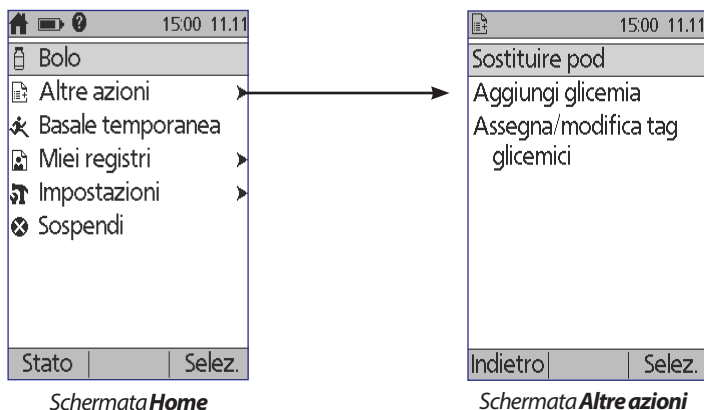 15:00 11.11
Bolo
Altre azioni
Basale temporanea
Miei registri
Impostazioni
Sospendi
Stato
Selez.
Schermata Home
15:00 11.11
Sostituire pod
Aggiungi glicemia
Assegna/modifica tag
glicemici
Indietro
Selez.
Schermata Altre azioni